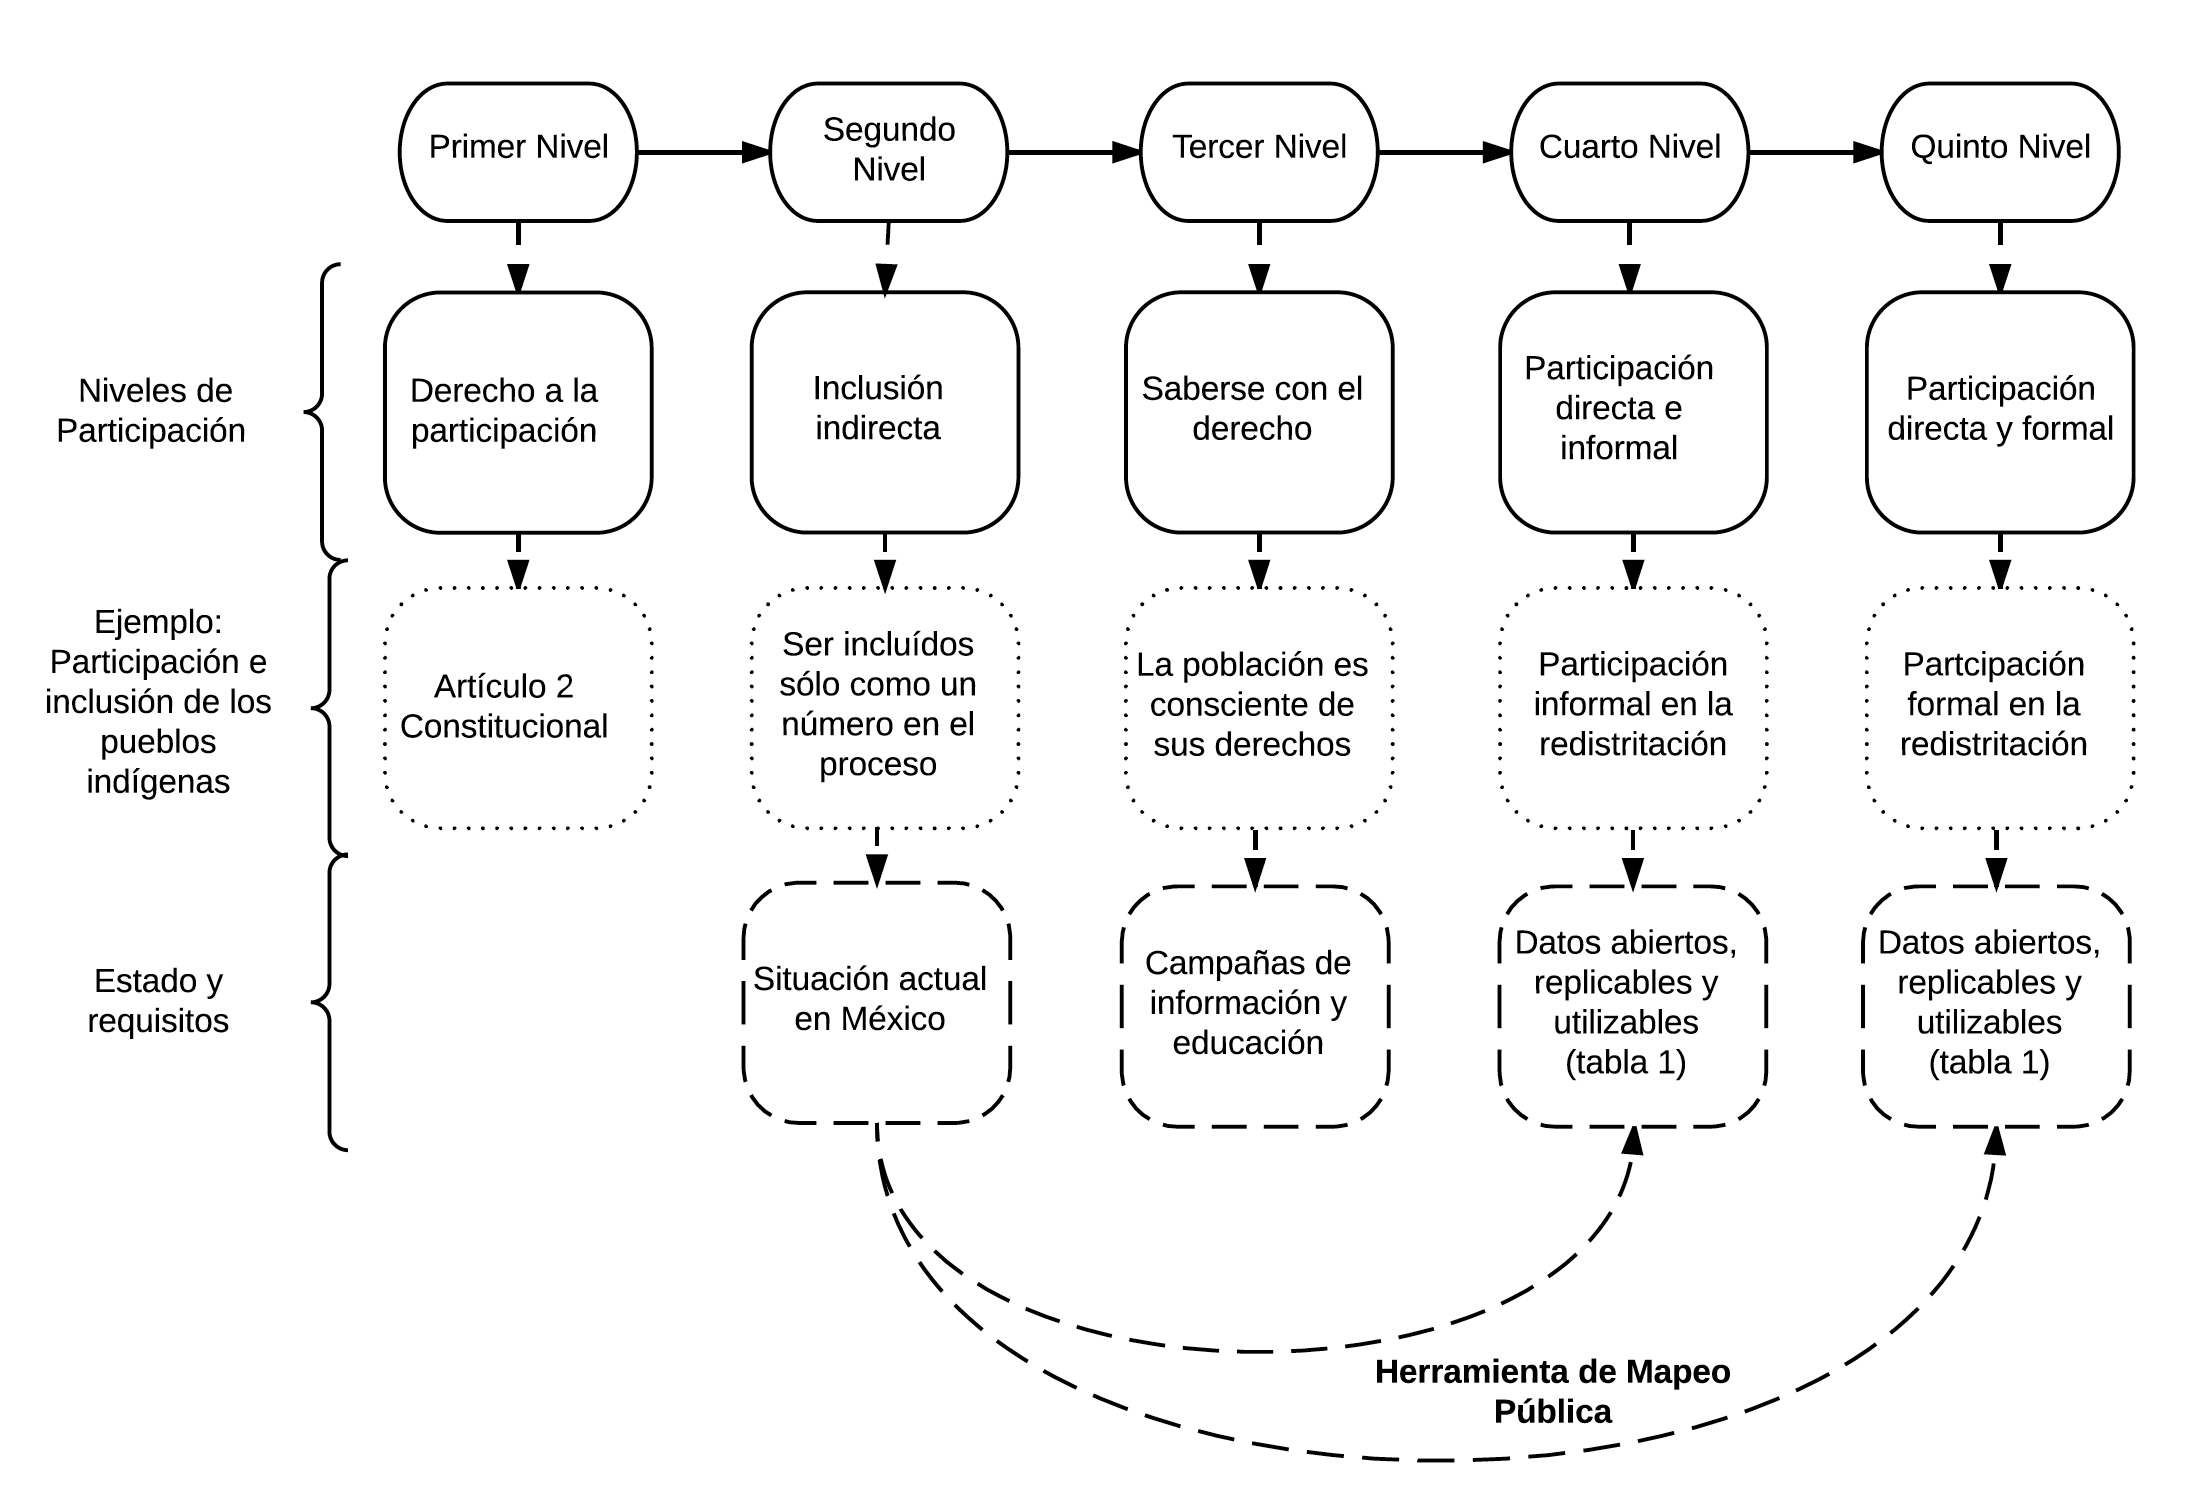 Primer Nivel
Segundo
Nivel
Tercer Nivel
Cuarto Nivel
Quinto Nivel
Niveles de
Participación
Derecho a la
participación
Inclusión
indirecta
Saberse con el
derecho
Participación
directa e
informal
Participación
directa y formal
Ejemplo:
Participación e
inclusión de los
pueblos
indígenas
Artículo 2
Constitucional
Ser incluídos
sólo como un
número en el
proceso
La población es
consciente de
sus derechos
Participación
informal en la
redistritación
Partcipación
formal en la
redistritación
Estado y
requisitos
Situación actual
en México
Campañas de
información y
educación
Datos abiertos,
replicables y
utilizables
(tabla 1)
Datos abiertos,
replicables y
utilizables
(tabla 1)
Herramienta de Mapeo
Pública